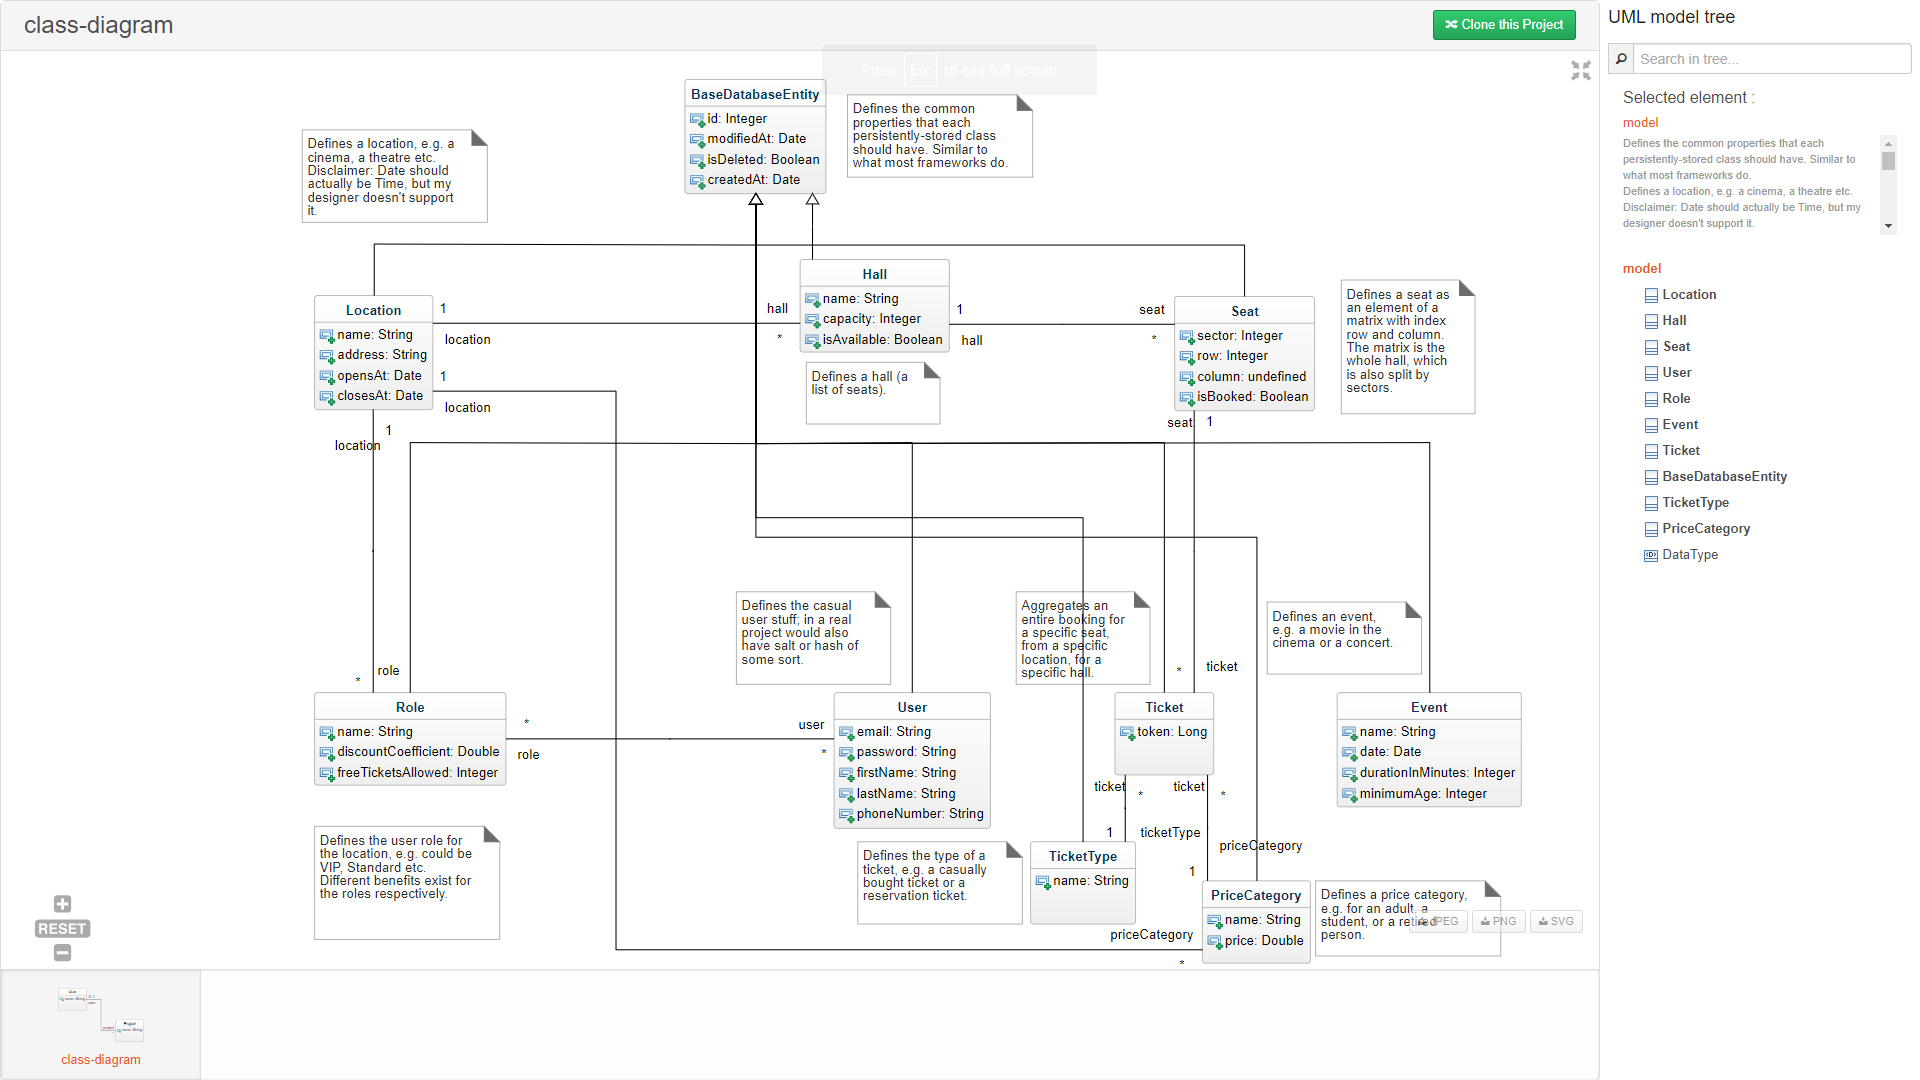 class-diagram
Clone this Project
Press Esc to exit full screen
BaseDatabaseEntity
id: Integer
modifiedAt: Date
isDeleted: Boolean
createdAt: Date
Defines the common
properties that each
persistently-stored class
should have. Similar to
what most frameworks do.
Defines a location, e.g. a
cinema, a theatre etc.
Disclaimer: Date should
actually be Time, but my
designer doesn't support
it.
Hall
name: String
capacity: Integer
isAvailable: Boolean
Defines a hall (a
list of seats).
Location
name: String
address: String
opensAt: Date
closesAt: Date
1
location
hall
*
1
hall
seat
*
1
location
1
location
Seat
sector: Integer
row: Integer
column: undefined
isBooked: Boolean
seat
1
Defines a seat as
an element of a
matrix with index
row and column.
The matrix is the
whole hall, which
is also split by
sectors.
Defines the casual
user stuff; in a real
project would also
have salt or hash of
some sort.
Aggregates an
entire booking for
a specific seat,
from a specific
location, for a
specific hall.
Defines an event,
e.g. a movie in the
cinema or a concert.
role
*
*
ticket
Role
name: String
discountCoefficient: Double
freeTicketsAllowed: Integer
*
role
user
*
User
email: String
password: String
firstName: String
lastName: String
phoneNumber: String
Ticket
token: Long
Event
name: String
date: Date
durationInMinutes: Integer
minimumAge: Integer
ticket
*
ticket
*
1
ticketType
priceCategory
1
Defines the user role for
the location, e.g. could be
VIP, Standard etc.
Different benefits exist for
the roles respectively.
Defines the type of a
ticket, e.g. a casually
bought ticket or a
reservation ticket.
TicketType
name: String
PriceCategory
name: String
price: Double
priceCategory
*
Defines a price category,
e.g. for an adult, a
student, or a retired
person.
JPEG
PNG
SVG
RESET
class-diagram
UML model tree
Search in tree...
Selected element :
model
Defines the common properties that each
persistently-stored class should have. Similar to
what most frameworks do.
Defines a location, e.g. a cinema, a theatre etc.
Disclaimer: Date should actually be Time, but my
designer doesn't support it.
model
Location
Hall
Seat
User
Role
Event
Ticket
BaseDatabaseEntity
TicketType
PriceCategory
DataType